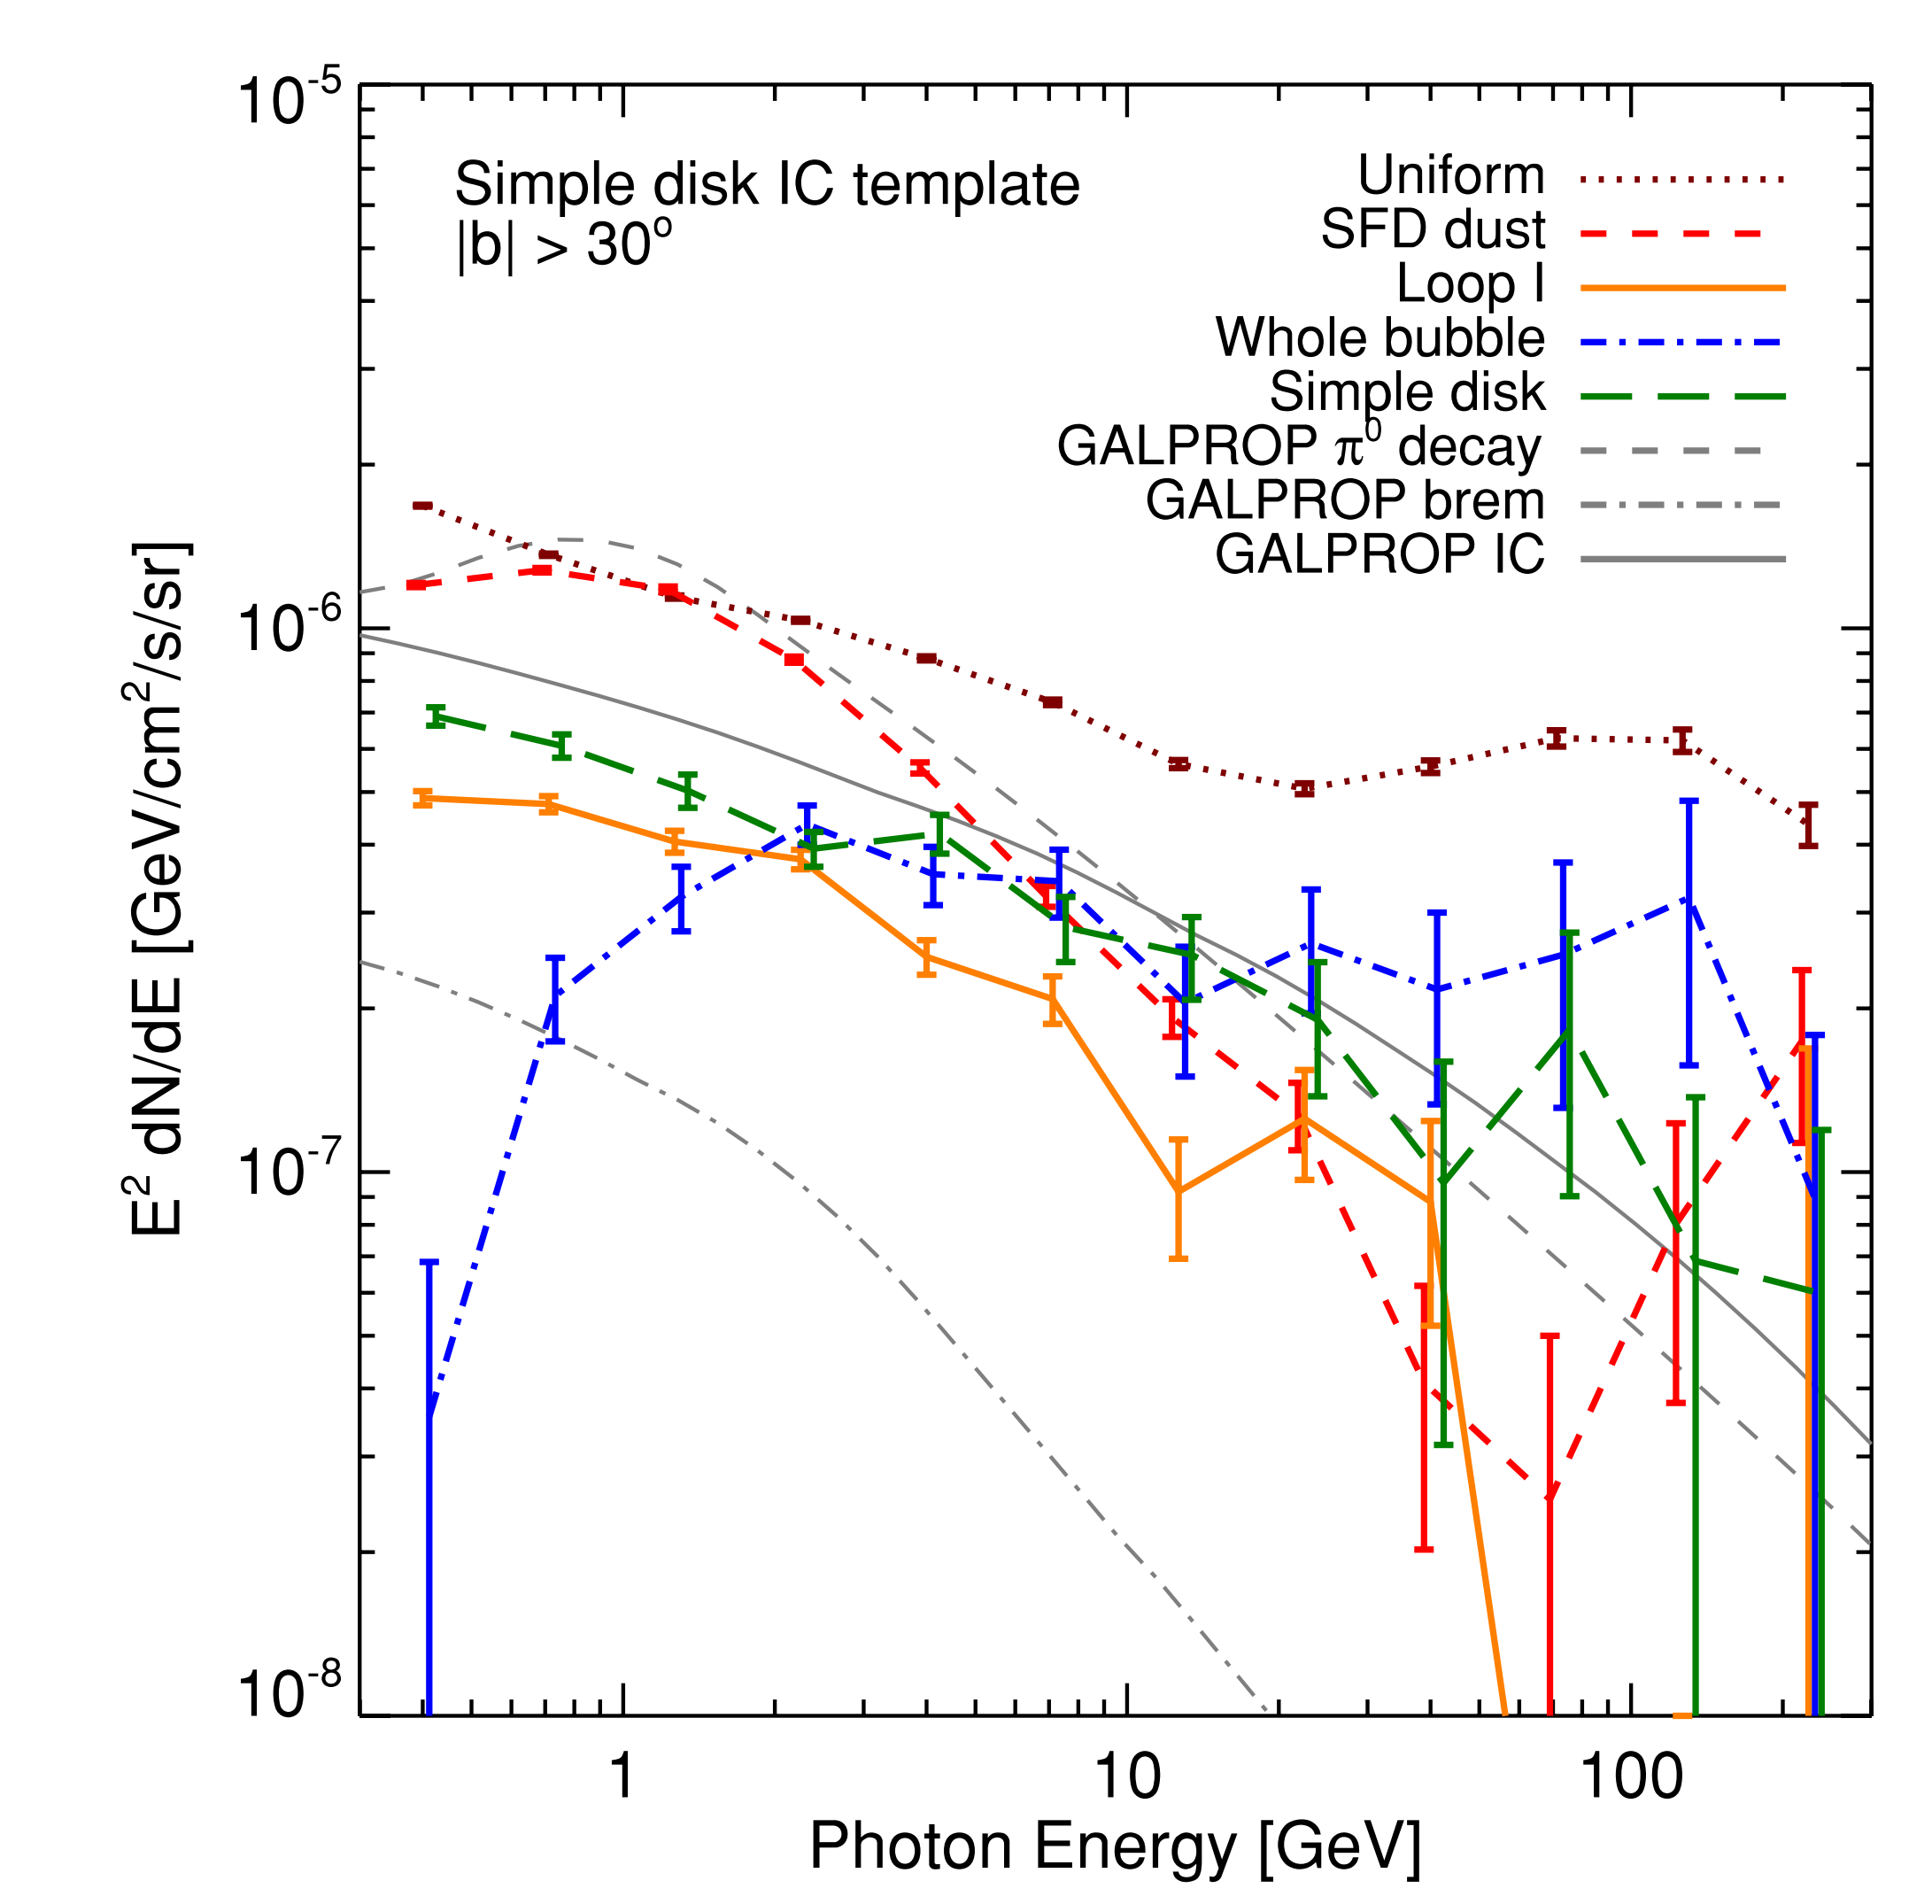 Simple disk IC template
|b| > 30°
Uniform
SFD dust
Loop I
Whole bubble
Simple disk
GALPROP π⁰ decay
GALPROP brem
GALPROP IC
E² dN/dE [GeV/cm²/s/sr]
10⁻⁵
10⁻⁶
10⁻⁷
10⁻⁸
1 10 100
Photon Energy [GeV]